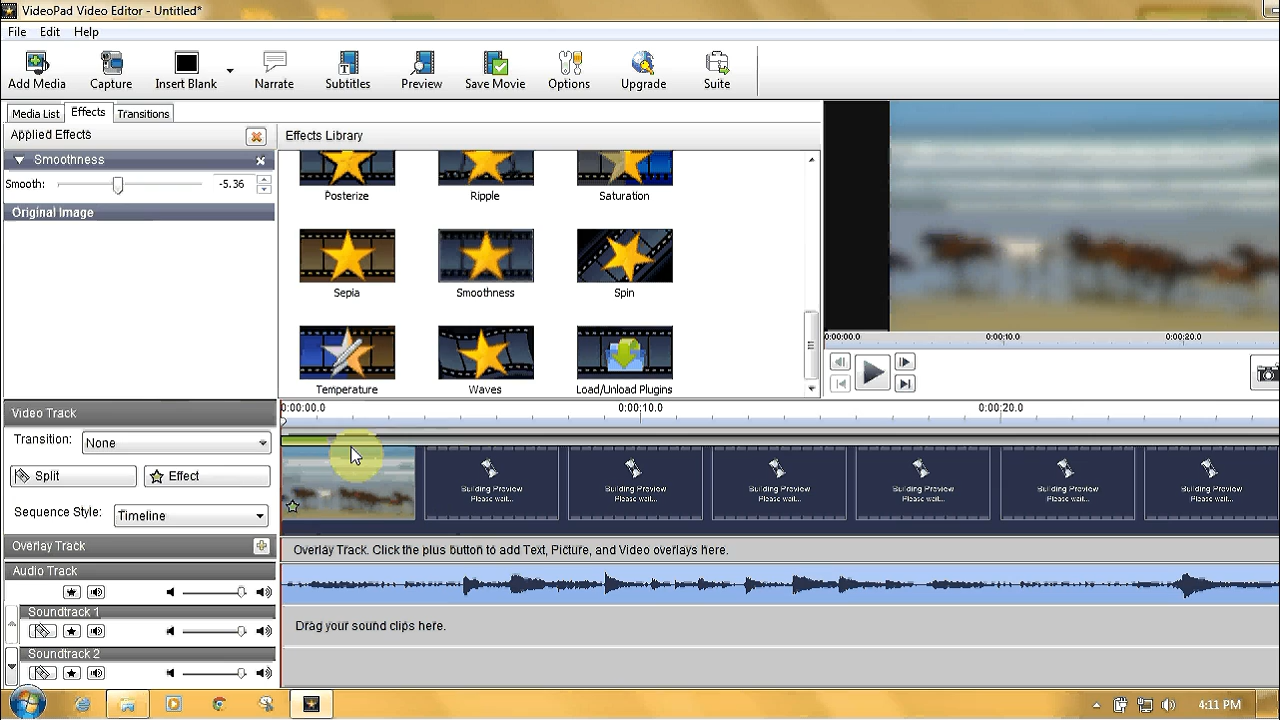 VideoPad Video Editor - Untitled*
File Edit Help
Add Media Capture Insert Blank Narrate Subtitles Preview Save Movie Options Upgrade Suite
Media List Effects Transitions
Applied Effects
Effects Library
Smoothness
Smooth: -5.36
Original Image
Posterize Ripple Saturation
Sepia Smoothness Spin
Temperature Waves Load/Unload Plugins
0:00:00.0 0:00:10.0 0:00:20.0
Video Track
0:00:00.0 0:00:10.0 0:00:20.0
Transition: None
Split Effect
Building Preview Building Preview Building Preview Building Preview Building Preview Building Preview
Please wait... Please wait... Please wait... Please wait... Please wait... Please wait...
Sequence Style: Timeline
Overlay Track
Overlay Track. Click the plus button to add Text, Picture, and Video overlays here.
Audio Track
Soundtrack 1
Drag your sound clips here.
Soundtrack 2
4:11 PM